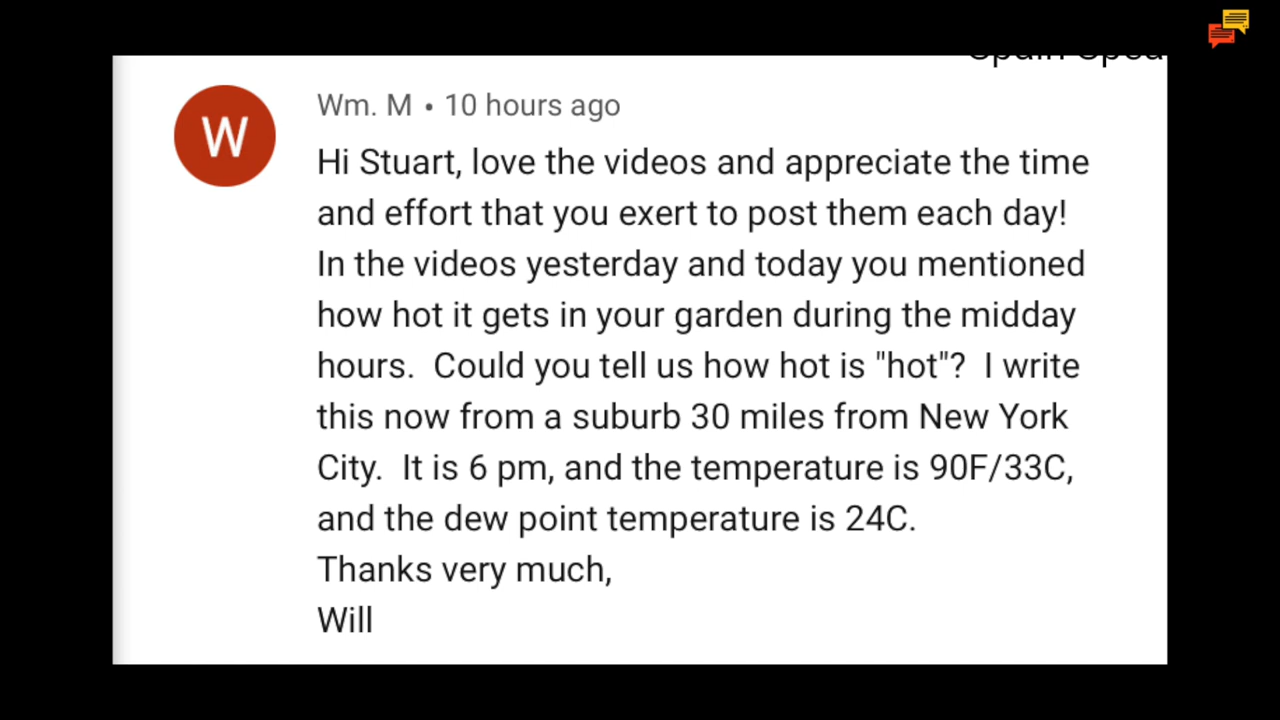 W
Wm. M • 10 hours ago
Hi Stuart, love the videos and appreciate the time
and effort that you exert to post them each day!
In the videos yesterday and today you mentioned
how hot it gets in your garden during the midday
hours.  Could you tell us how hot is "hot"?  I write
this now from a suburb 30 miles from New York
City.  It is 6 pm, and the temperature is 90F/33C,
and the dew point temperature is 24C.
Thanks very much,
Will